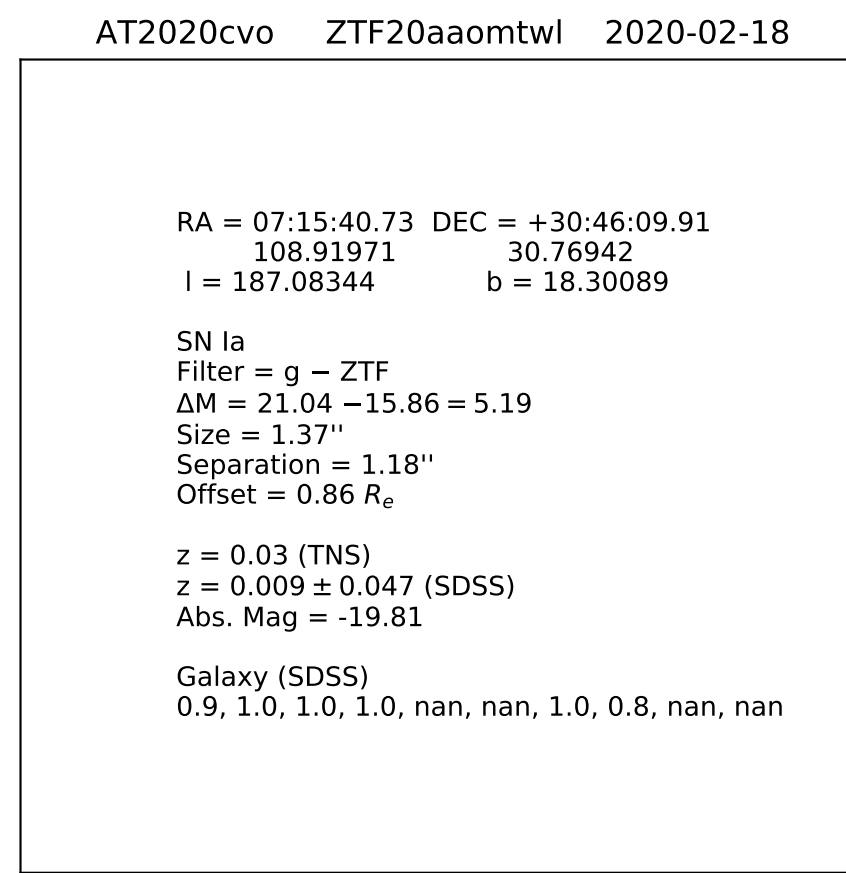 AT2020cvo ZTF20aaomtwl 2020-02-18
RA = 07:15:40.73 DEC = +30:46:09.91
108.91971 30.76942
l = 187.08344 b = 18.30089
SN Ia
Filter = g − ZTF
ΔM = 21.04 −15.86 = 5.19
Size = 1.37''
Separation = 1.18''
Offset = 0.86 Re
z = 0.03 (TNS)
z = 0.009 ± 0.047 (SDSS)
Abs. Mag = -19.81
Galaxy (SDSS)
0.9, 1.0, 1.0, 1.0, nan, nan, 1.0, 0.8, nan, nan